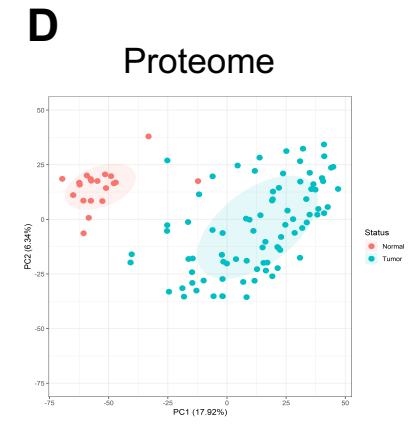 D
Proteome
50
25
0
-25
-50
-75
PC2 (6.34%)
-75
-50
-25
0
25
50
PC1 (17.92%)
Status
Normal
Tumor